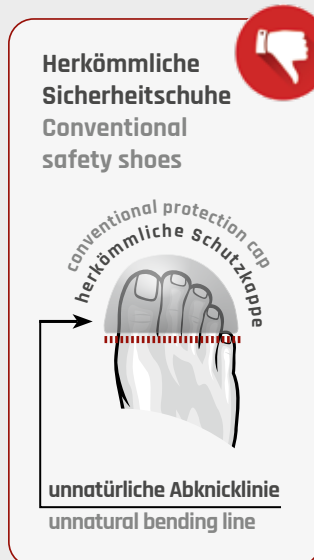 Herkömmliche
Sicherheitschuhe
Conventional
safety shoes
conventional protection cap
herkömmliche Schutzkappe
unnatürliche Abknicklinie
unnatural bending line